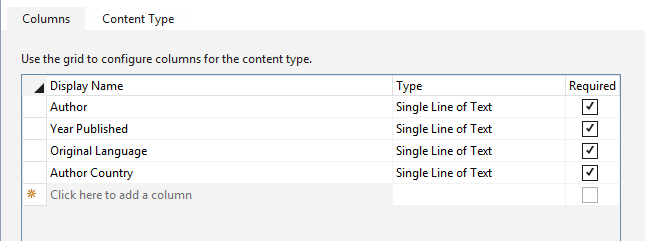 Columns Content Type
Use the grid to configure columns for the content type.
Display Name Type Required
Author Single Line of Text
Year Published Single Line of Text
Original Language Single Line of Text
Author Country Single Line of Text
Click here to add a column